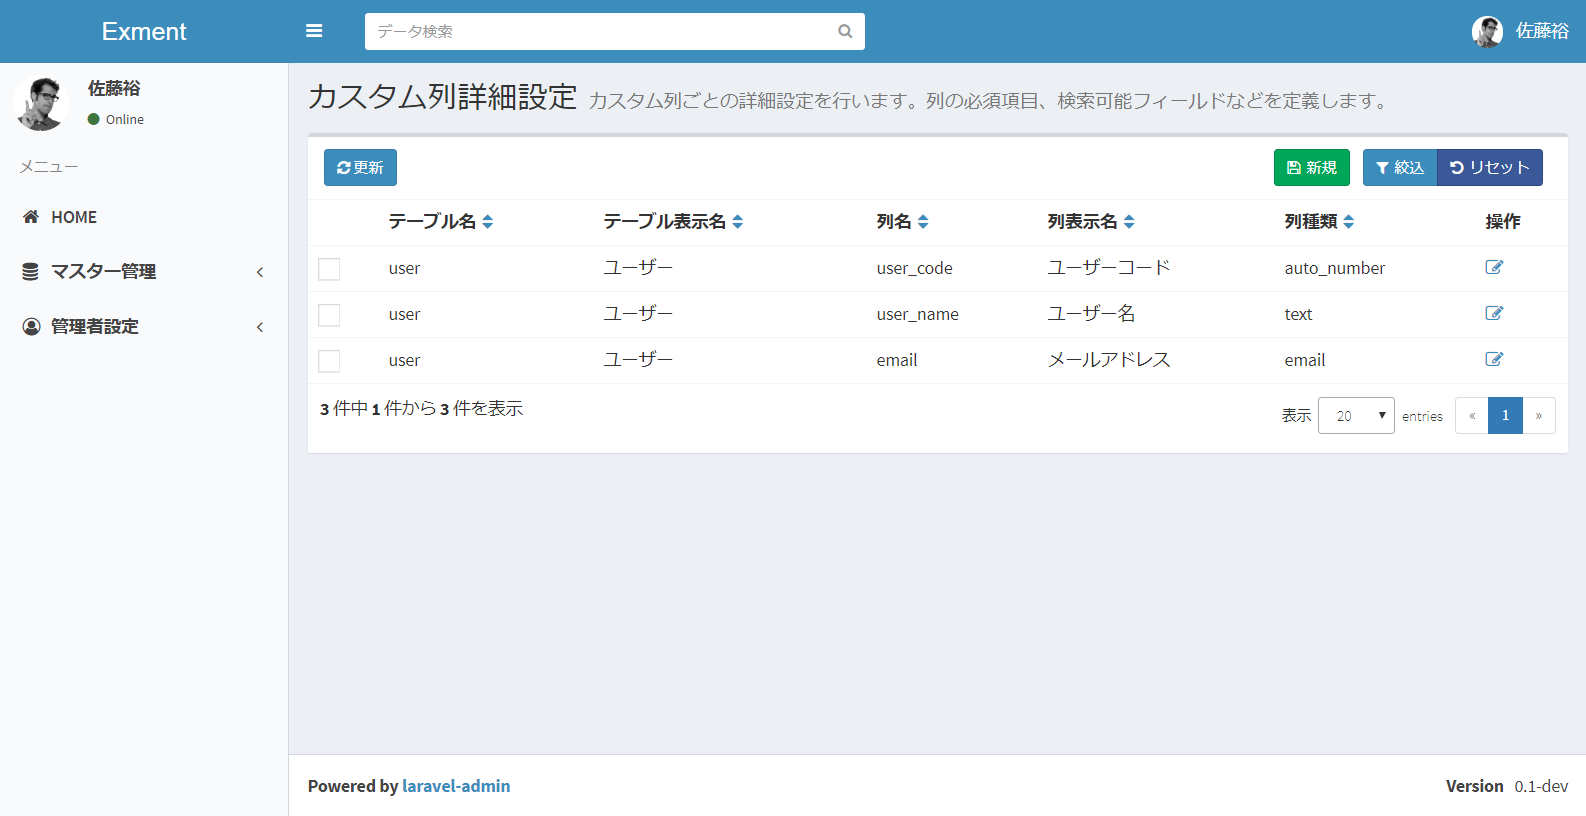 Exment
データ検索
佐藤裕
佐藤裕
Online
メニュー
HOME
マスター管理
管理者設定
カスタム列詳細設定 カスタム列ごとの詳細設定を行います。列の必須項目、検索可能フィールドなどを定義します。
更新 新規 絞込 リセット
テーブル名 テーブル表示名 列名 列表示名 列種類 操作
user ユーザー user_code ユーザーコード auto_number
user ユーザー user_name ユーザー名 text
user ユーザー email メールアドレス email
3 件中 1 件から 3 件を表示
表示 20 entries « 1 »
Powered by laravel-admin
Version 0.1-dev